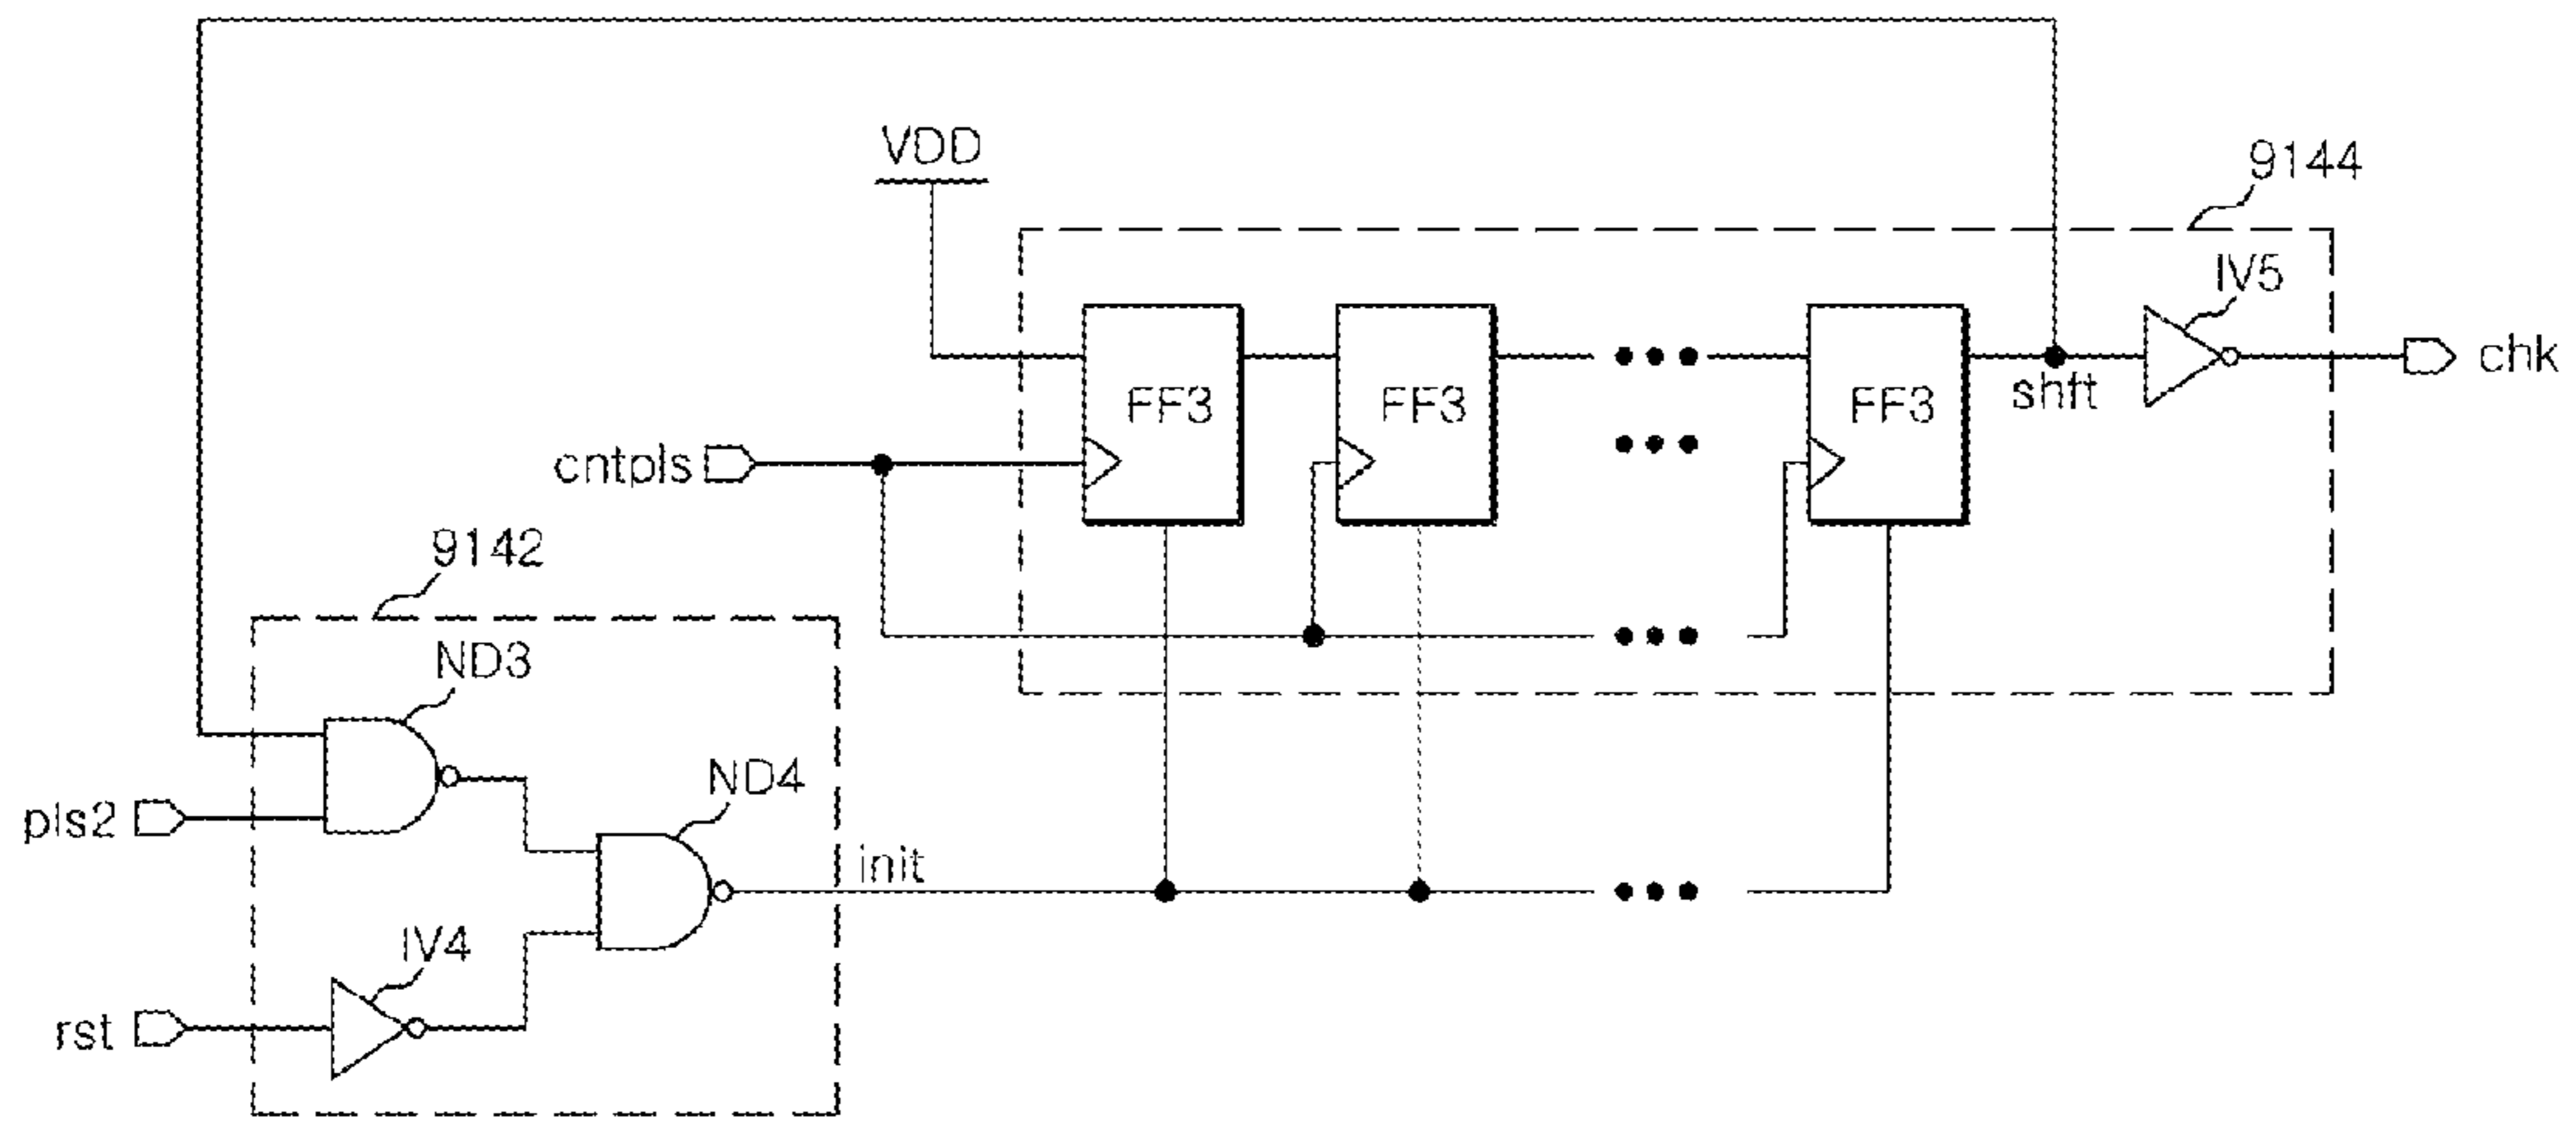 VDD
9144
IV5
FF3
FF3
FF3
shft
chk
cntpls
9142
ND3
ND4
pls2
init
IV4
rst